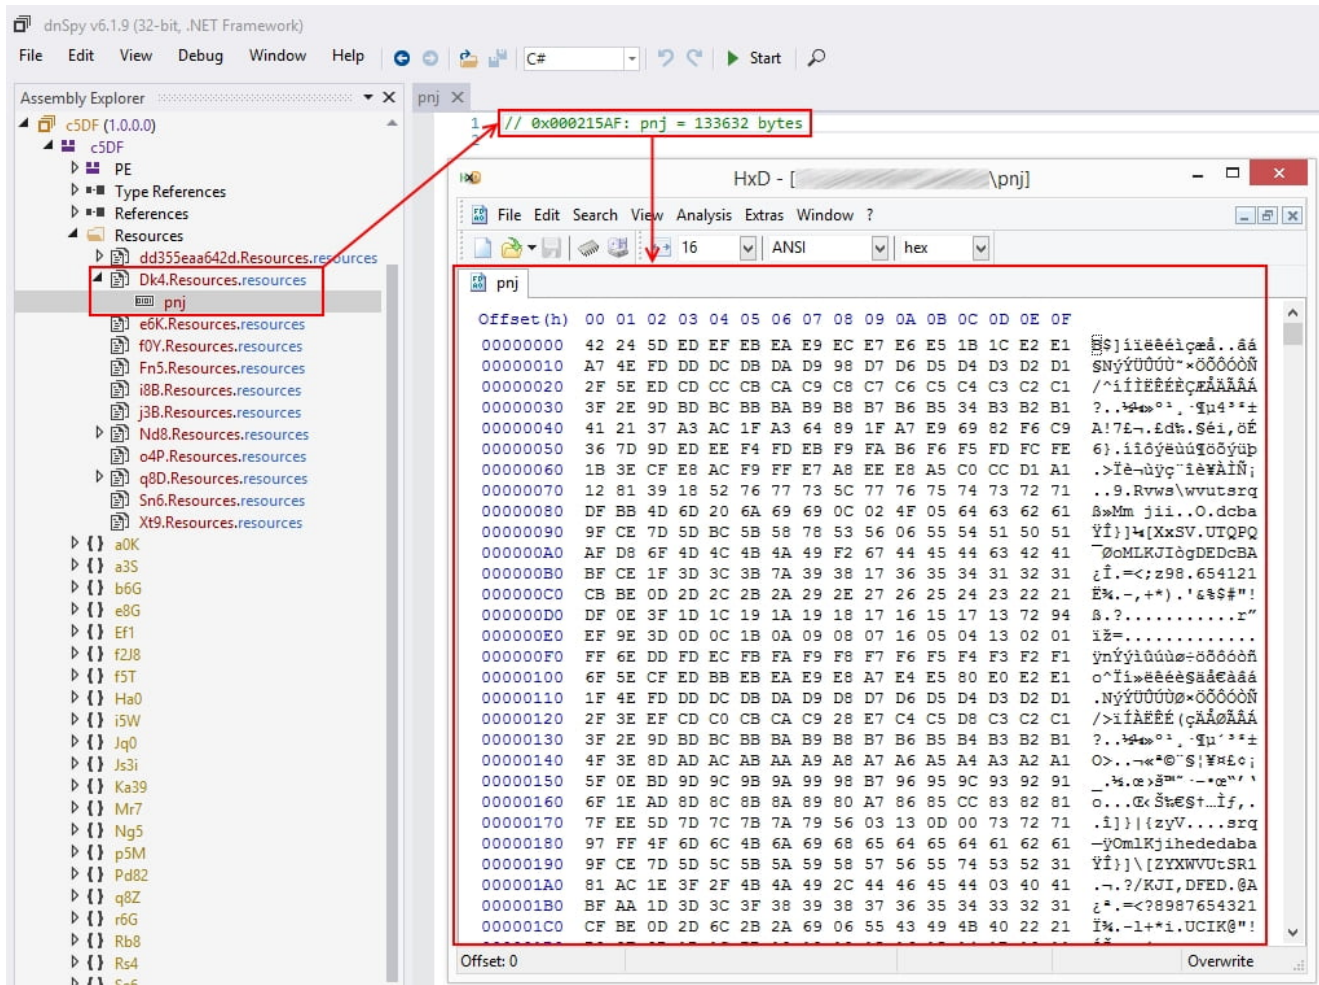 dnSpy v6.1.9 (32-bit, .NET Framework)
File Edit View Debug Window Help C# Start
Assembly Explorer
pnj
c5DF (1.0.0.0)
c5DF
PE
Type References
References
Resources
dd355eaa642d.Resources.resources
Dk4.Resources.resources
pnj
e6K.Resources.resources
f0Y.Resources.resources
Fn5.Resources.resources
i8B.Resources.resources
j3B.Resources.resources
Nd8.Resources.resources
o4P.Resources.resources
q8D.Resources.resources
Sn6.Resources.resources
Xt9.Resources.resources
{ } a0K
{ } a3S
{ } b6G
{ } e8G
{ } Ef1
{ } f2J8
{ } f5T
{ } Ha0
{ } i5W
{ } Jq0
{ } Js3i
{ } Ka39
{ } Mr7
{ } Ng5
{ } p5M
{ } Pd82
{ } q8Z
{ } r6G
{ } Rb8
{ } Rs4
1 // 0x000215AF: pnj = 133632 bytes
2
HxD - [ \pnj]
File Edit Search View Analysis Extras Window ?
16 ANSI hex
pnj
Offset(h) 00 01 02 03 04 05 06 07 08 09 0A 0B 0C 0D 0E 0F
00000000 42 24 5D ED EF EB EA E9 EC E7 E6 E5 1B 1C E2 E1
00000010 A7 4E FD DD DC DB DA D9 98 D7 D6 D5 D4 D3 D2 D1
00000020 2F 5E ED CD CC CB CA C9 C8 C7 C6 C5 C4 C3 C2 C1
00000030 3F 2E 9D BD BC BB BA B9 B8 B7 B6 B5 34 B3 B2 B1
00000040 41 21 37 A3 AC 1F A3 64 89 1F A7 E9 69 82 F6 C9
00000050 36 7D 9D ED EE F4 FD EB F9 FA B6 F6 F5 FD FC FE
00000060 1B 3E CF E8 AC F9 FF E7 A8 EE E8 A5 C0 CC D1 A1
00000070 12 81 39 18 52 76 77 73 5C 77 76 75 74 73 72 71
00000080 DF BB 4D 6D 20 6A 69 69 0C 02 4F 05 64 63 62 61
00000090 9F CE 7D 5D BC 5B 58 78 53 56 06 55 54 51 50 51
000000A0 AF D8 6F 4D 4C 4B 4A 49 F2 67 44 45 44 63 42 41
000000B0 BF CE 1F 3D 3C 3B 7A 39 38 17 36 35 34 31 32 31
000000C0 CB BE 0D 2D 2C 2B 2A 29 2E 27 26 25 24 23 22 21
000000D0 DF 0E 3F 1D 1C 19 1A 19 18 17 16 15 17 13 72 94
000000E0 EF 9E 3D 0D 0C 1B 0A 09 08 07 16 05 04 13 02 01
000000F0 FF 6E DD FD EC FB FA F9 F8 F7 F6 F5 F4 F3 F2 F1
00000100 6F 5E CF ED BB EB EA E9 E8 A7 E4 E5 80 E0 E2 E1
00000110 1F 4E FD DD DC DB DA D9 D8 D7 D6 D5 D4 D3 D2 D1
00000120 2F 3E EF CD C0 CB CA C9 28 E7 C4 C5 D8 C3 C2 C1
00000130 3F 2E 9D BD BC BB BA B9 B8 B7 B6 B5 B4 B3 B2 B1
00000140 4F 3E 8D AD AC AB AA A9 A8 A7 A6 A5 A4 A3 A2 A1
00000150 5F 0E BD 9D 9C 9B 9A 99 98 B7 96 95 9C 93 92 91
00000160 6F 1E AD 8D 8C 8B 8A 89 80 A7 86 85 CC 83 82 81
00000170 7F EE 5D 7D 7C 7B 7A 79 56 03 13 0D 00 73 72 71
00000180 97 FF 4F 6D 6C 4B 6A 69 68 65 64 65 64 61 62 61
00000190 9F CE 7D 5D 5C 5B 5A 59 58 57 56 55 74 53 52 31
000001A0 81 AC 1E 3F 2F 4B 4A 49 2C 44 46 45 44 03 40 41
000001B0 BF AA 1D 3D 3C 3F 38 39 38 37 36 35 34 33 32 31
000001C0 CF BE 0D 2D 6C 2B 2A 69 06 55 43 49 4B 40 22 21
Offset: 0 Overwrite